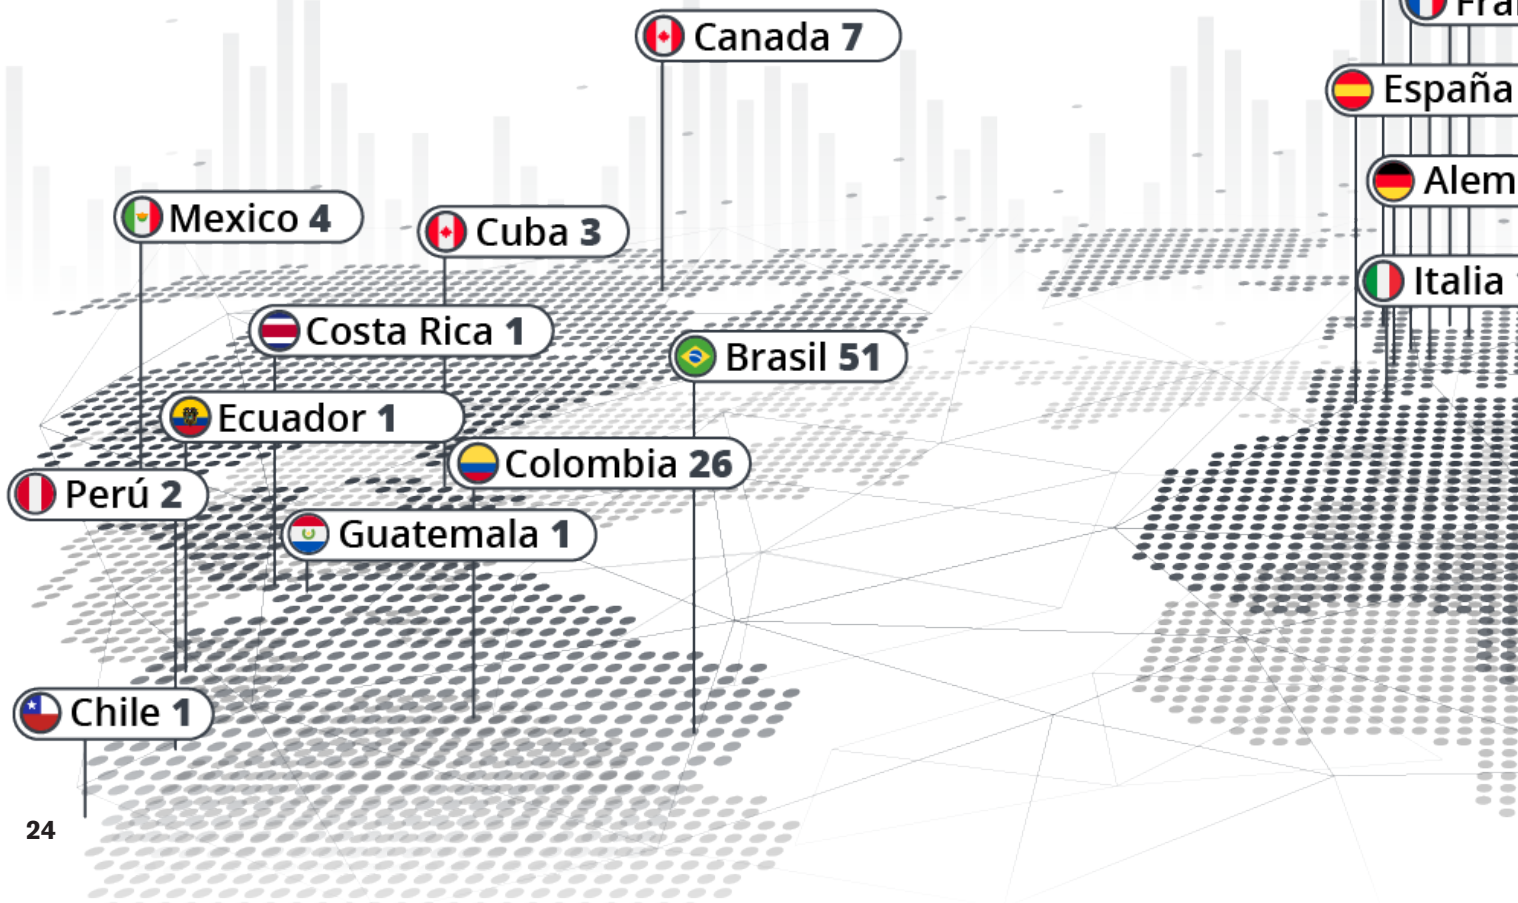 Fra
Canada 7
España
Alem
Mexico 4
Cuba 3
Italia
Costa Rica 1
Brasil 51
Ecuador 1
Colombia 26
Perú 2
Guatemala 1
Chile 1
24